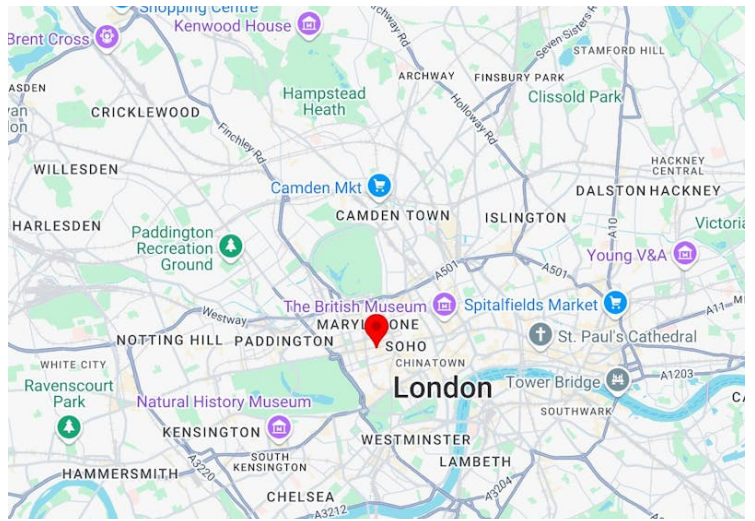 Shopping Centre
Brent Cross
Kenwood House
Seven Sisters R
STAMFORD HILL
ARCHWAY
FINSBURY PARK
Archway Rd
Hampstead
Heath
Clissold Park
CRICKLEWOOD
Holloway Rd
Finchley Rd
WILLESDEN
HACKNEY
CENTRAL
Camden Mkt
DALSTON
HACKNEY
HARLESDEN
CAMDEN TOWN
ISLINGTON
A10
Victoria
Paddington
Recreation
Ground
Young V&A
A501
A501
The British Museum
Spitalfields Market
A11
Westway
NOTTING HILL
PADDINGTON
SOHO
St. Paul's Cathedral
CHINATOWN
WHITE CITY
London
Tower Bridge
A1203
Ravenscourt
Park
Natural History Museum
SOUTHWARK
KENSINGTON
WESTMINSTER
SOUTH
KENSINGTON
LAMBETH
A3220
HAMMERSMITH
CHELSEA
A3204
A3212